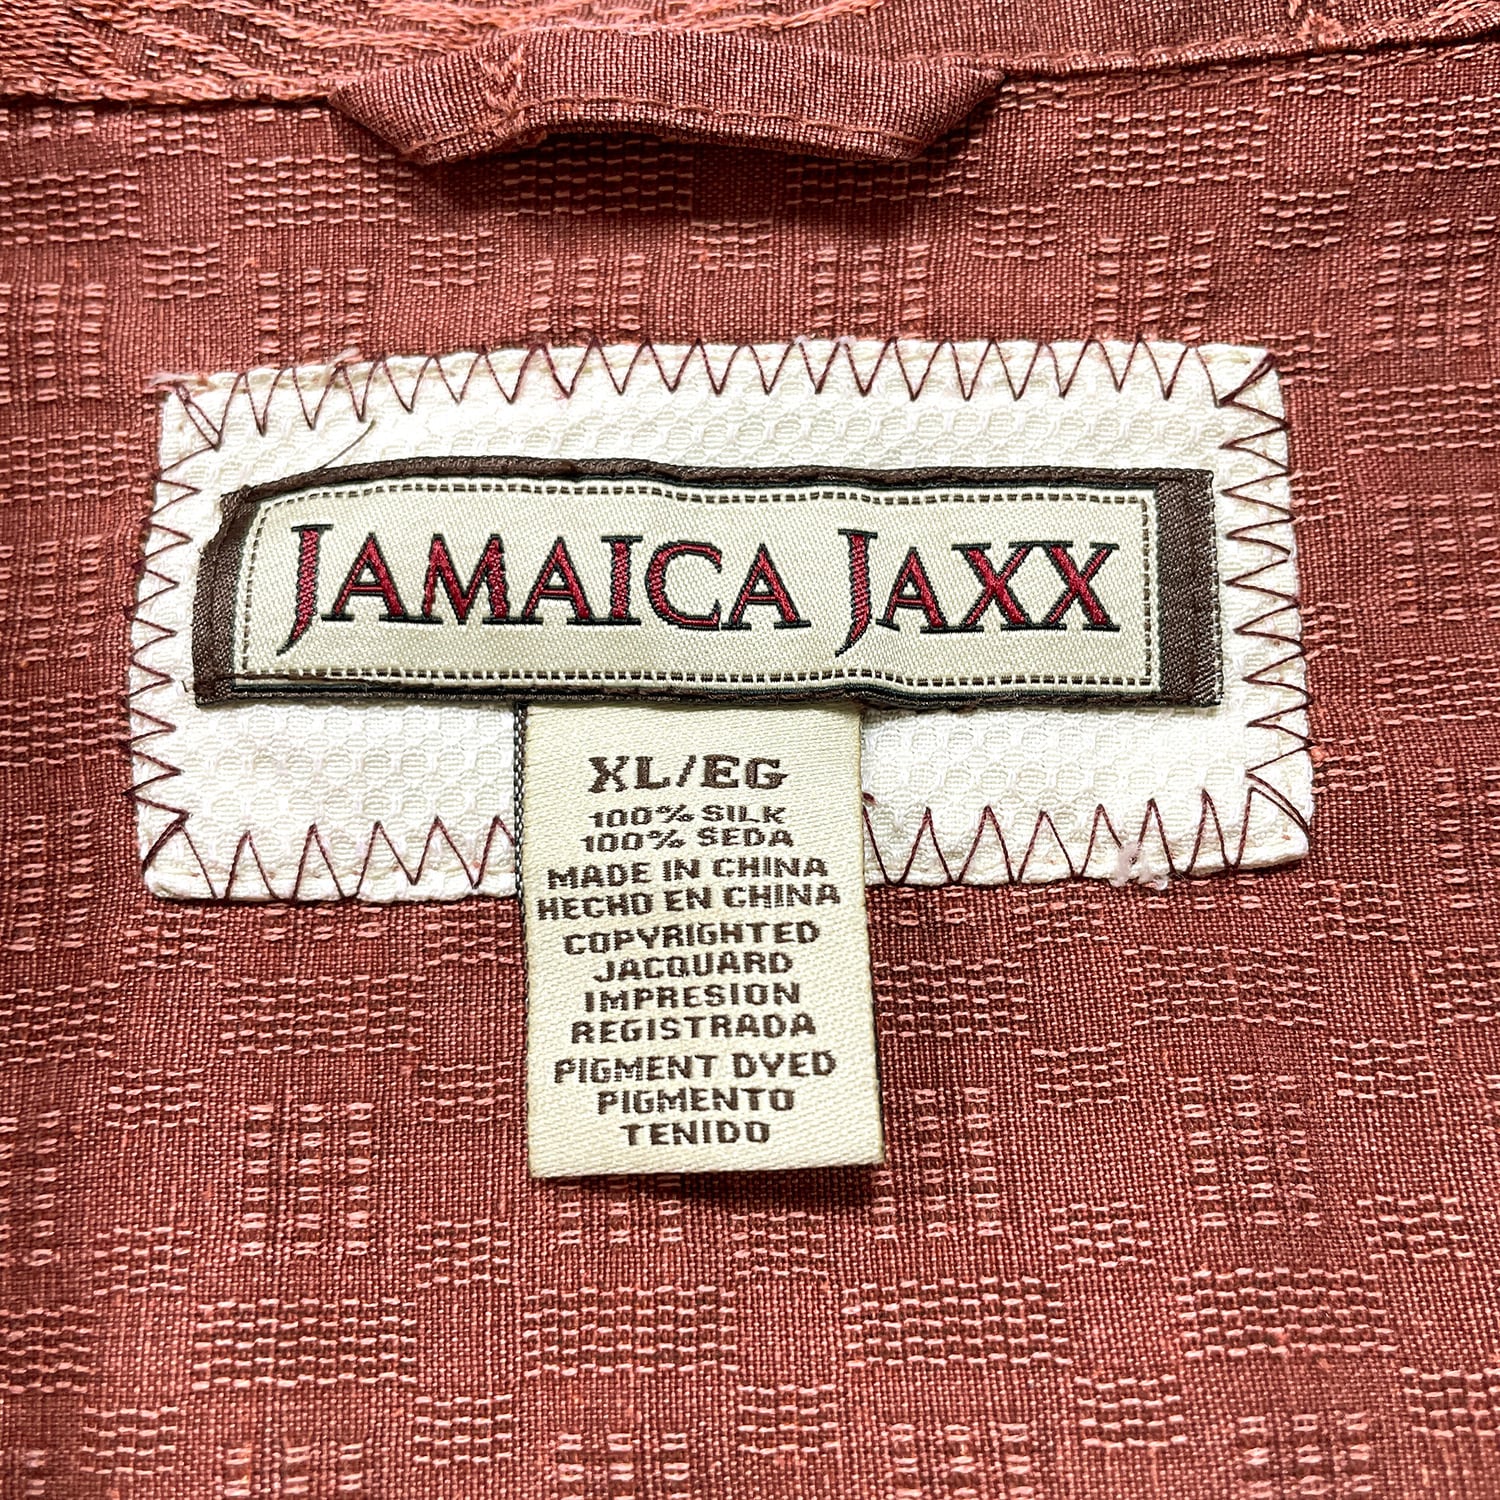 JAMAICA JAXX
XL/EG
100% SILK
100% SEDA
MADE IN CHINA
HECHO EN CHINA
COPYRIGHTED
JACQUARD
IMPRESION
REGISTRADA
PIGMENT DYED
PIGMENTO
TENIDO